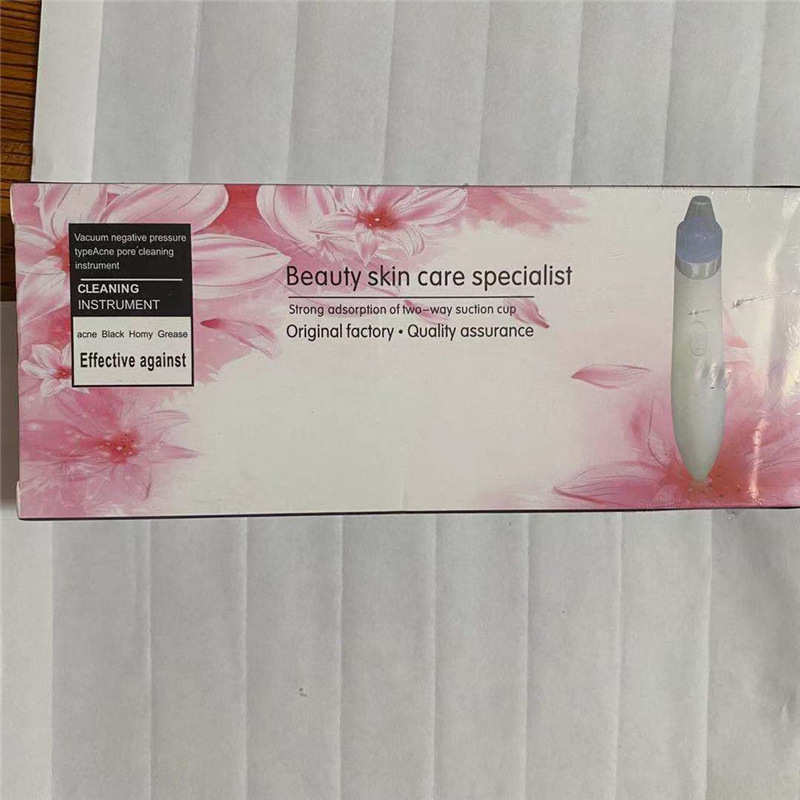 Vacuum negative pressure
typeAcne pore'cleaning
instrument
CLEANING
INSTRUMENT
acne Black Homy Grease
Effective against
Beauty skin care specialist
Strong adsorption of two-way suction cup
Original factory • Quality assurance